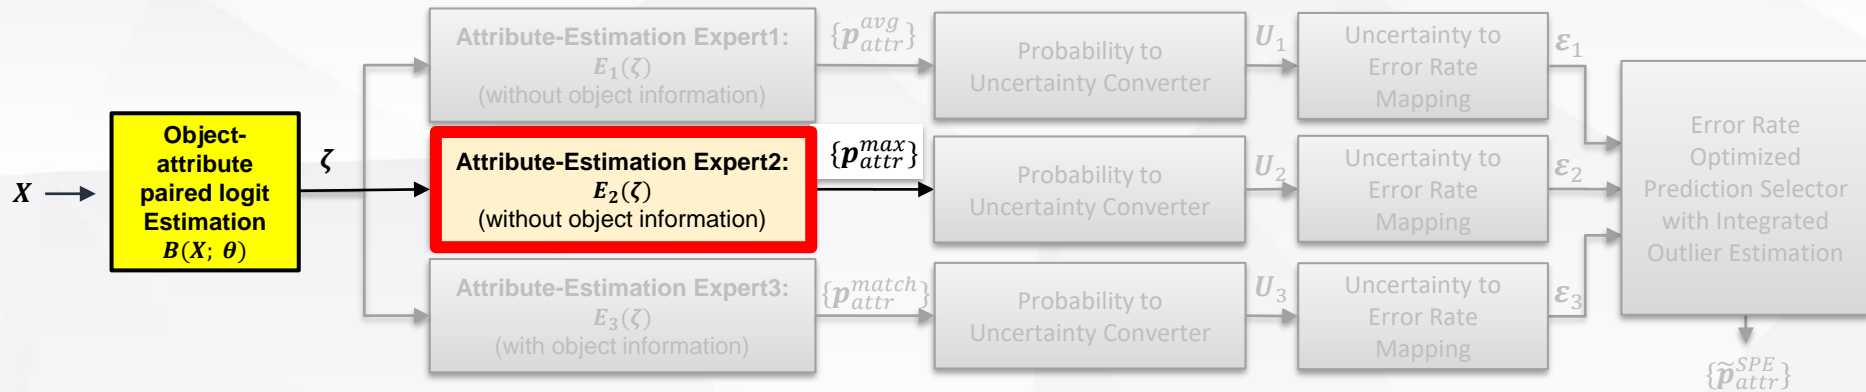 X
Object-
attribute
paired logit
Estimation
B(X; θ)
ζ
Attribute-Estimation Expert1:
E₁(ζ)
(without object information)
{p_attr^avg}
Probability to
Uncertainty Converter
U₁
Uncertainty to
Error Rate
Mapping
ε₁
Attribute-Estimation Expert2:
E₂(ζ)
(without object information)
{p_attr^max}
Probability to
Uncertainty Converter
U₂
Uncertainty to
Error Rate
Mapping
ε₂
Attribute-Estimation Expert3:
E₃(ζ)
(with object information)
{p_attr^match}
Probability to
Uncertainty Converter
U₃
Uncertainty to
Error Rate
Mapping
ε₃
Error Rate
Optimized
Prediction Selector
with Integrated
Outlier Estimation
{p̃_attr^SPE}